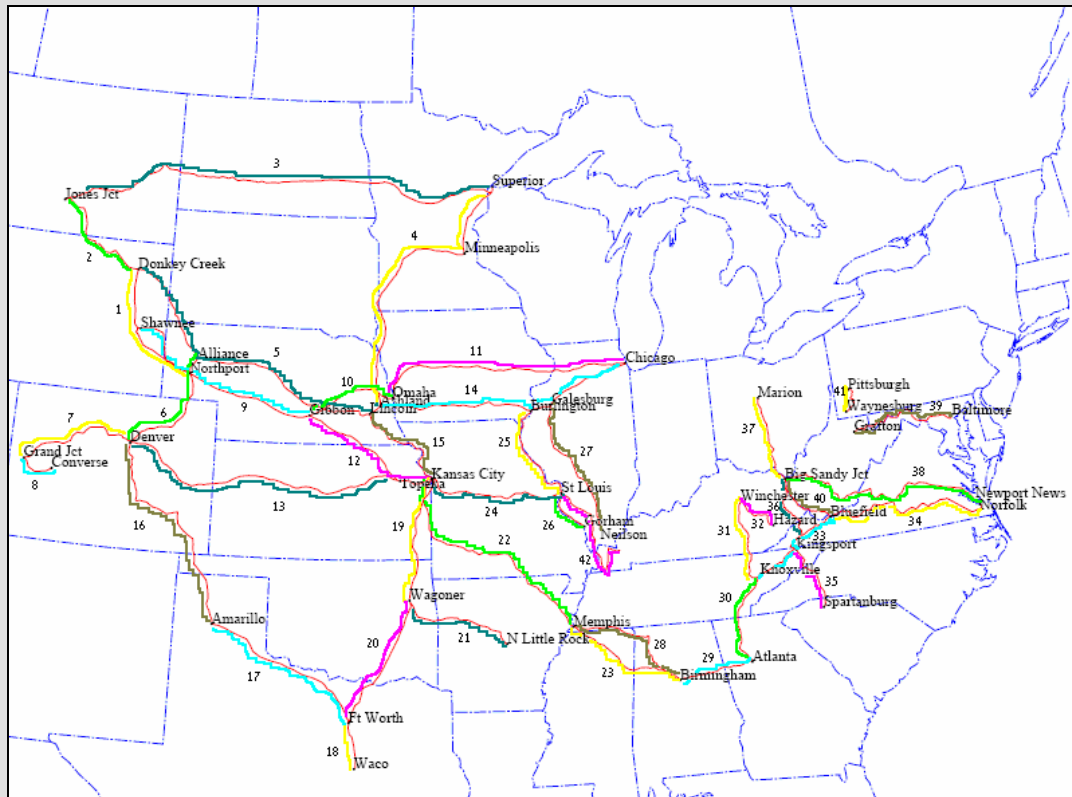 3
Jones Jct
Superior
4
2
Minneapolis
Donkey Creek
1
Shawnee
Alliance
5
Northport
11
Chicago
10
Omaha
14
Ashland
Galesburg
Lincoln
Burlington
6
9
Gibbon
7
Denver
Grand Jct
Converse
8
12
15
25
27
Kansas City
Topeka
13
24
St Louis
26
Gorham
Neilson
42
16
19
22
Marion
37
Pittsburgh
41
Waynesburg
39
Baltimore
Grafton
Big Sandy Jct
38
Winchester
36
40
Newport News
Norfolk
Hazard
32
Bluefield
34
31
33
Kingsport
Knoxville
35
30
Spartanburg
Wagoner
Amarillo
20
21
N Little Rock
Memphis
28
23
29
Atlanta
Birmingham
17
Ft Worth
18
Waco